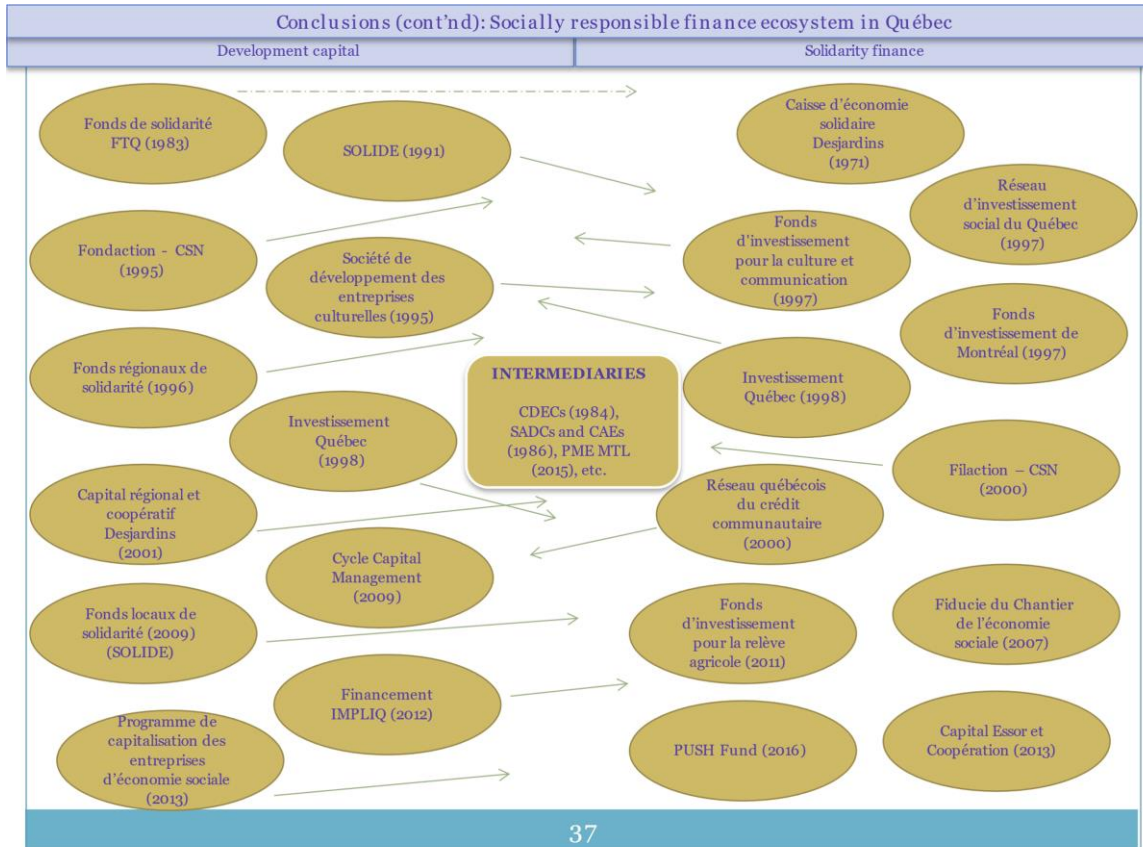 Conclusions (cont'nd): Socially responsible finance ecosystem in Québec
Development capital
Solidarity finance
Fonds de solidarité
FTQ (1983)
SOLIDE (1991)
Fondaction - CSN
(1995)
Société de
développement des
entreprises
culturelles (1995)
Fonds régionaux de
solidarité (1996)
Investissement
Québec
(1998)
Capital régional et
coopératif
Desjardins
(2001)
Cycle Capital
Management
(2009)
Fonds locaux de
solidarité (2009)
(SOLIDE)
Financement
IMPLIQ (2012)
Programme de
capitalisation des
entreprises
d'économie sociale
(2013)
INTERMEDIARIES
CDECs (1984),
SADCs and CAEs
(1986), PME MTL
(2015), etc.
Caisse d'économie
solidaire
Desjardins
(1971)
Réseau
d'investissement
social du Québec
(1997)
Fonds
d'investissement
pour la culture et
communication
(1997)
Fonds
d'investissement de
Montréal (1997)
Investissement
Québec (1998)
Filaction – CSN
(2000)
Réseau québécois
du crédit
communautaire
(2000)
Fonds
d'investissement
pour la relève
agricole (2011)
Fiducie du Chantier
de l'économie
sociale (2007)
PUSH Fund (2016)
Capital Essor et
Coopération (2013)
37